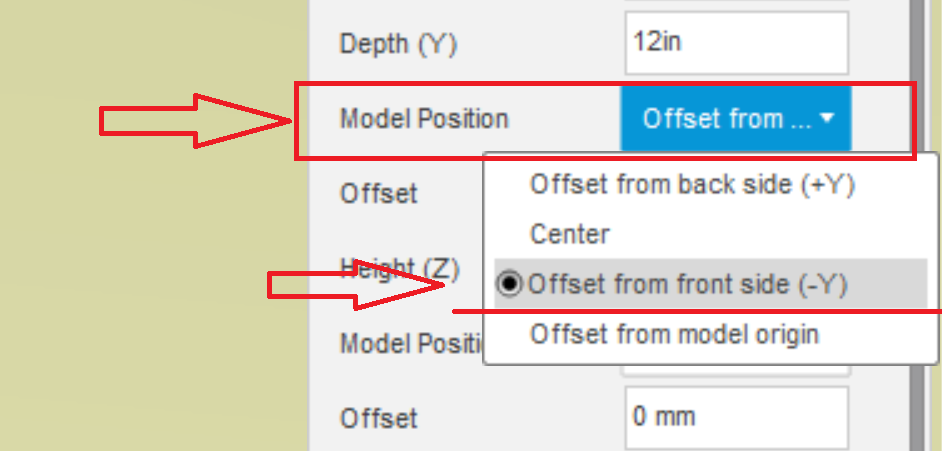 Depth (Y) 12in
Model Position Offset from ...
Offset from back side (+Y)
Offset
Center
Height (Z)
Offset from front side (-Y)
Model
Offset from model origin
Offset 0 mm